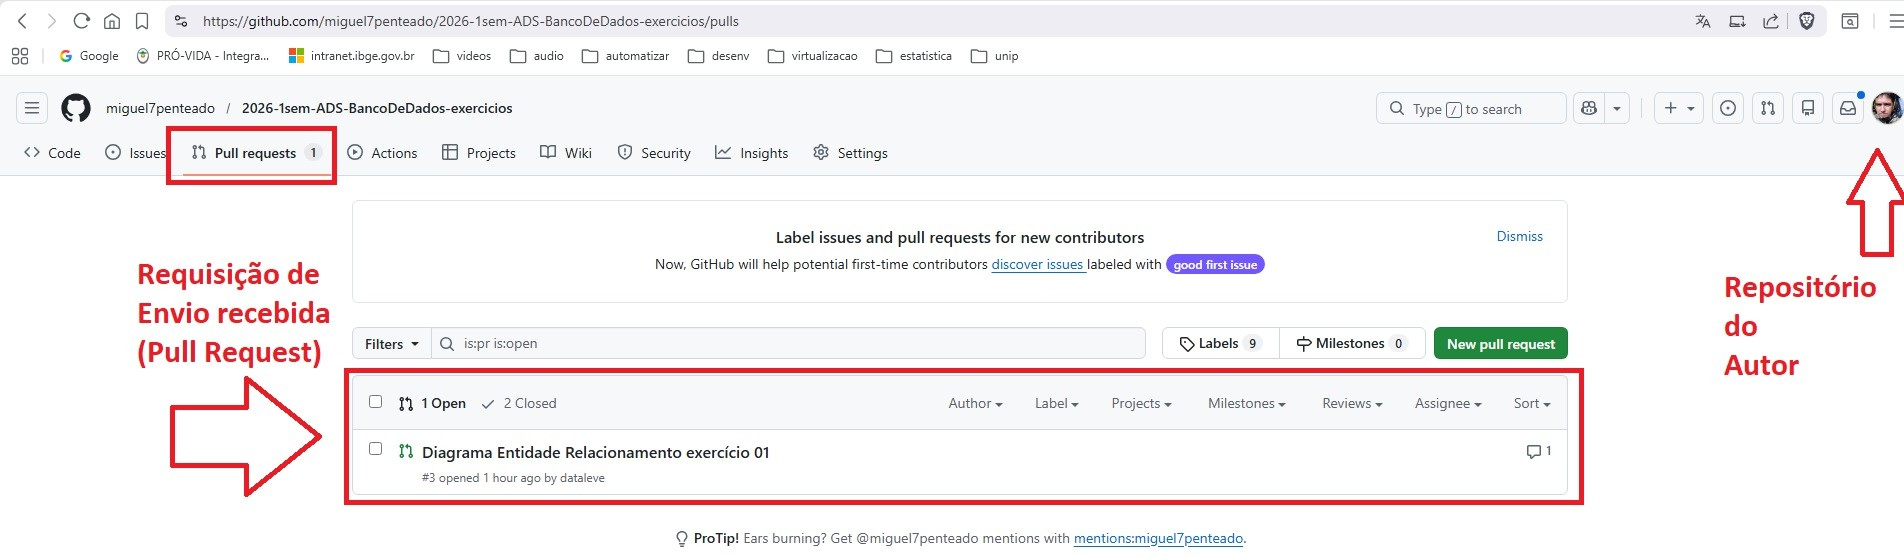 https://github.com/miguel7penteado/2026-1sem-ADS-BancoDeDados-exercicios/pulls
Google PRÓ-VIDA - Integra... intranet.ibge.gov.br videos audio automatizar desenv virtualizacao estatistica unip
miguel7penteado / 2026-1sem-ADS-BancoDeDados-exercicios Type / to search
Code Issues Pull requests 1 Actions Projects Wiki Security Insights Settings
Label issues and pull requests for new contributors Dismiss
Now, GitHub will help potential first-time contributors discover issues labeled with good first issue
Requisição de
Envio recebida
(Pull Request)
Repositório
do
Autor
Filters is:pr is:open Labels 9 Milestones 0 New pull request
1 Open 2 Closed Author Label Projects Milestones Reviews Assignee Sort
Diagrama Entidade Relacionamento exercício 01 1
#3 opened 1 hour ago by dataleve
ProTip! Ears burning? Get @miguel7penteado mentions with mentions:miguel7penteado.